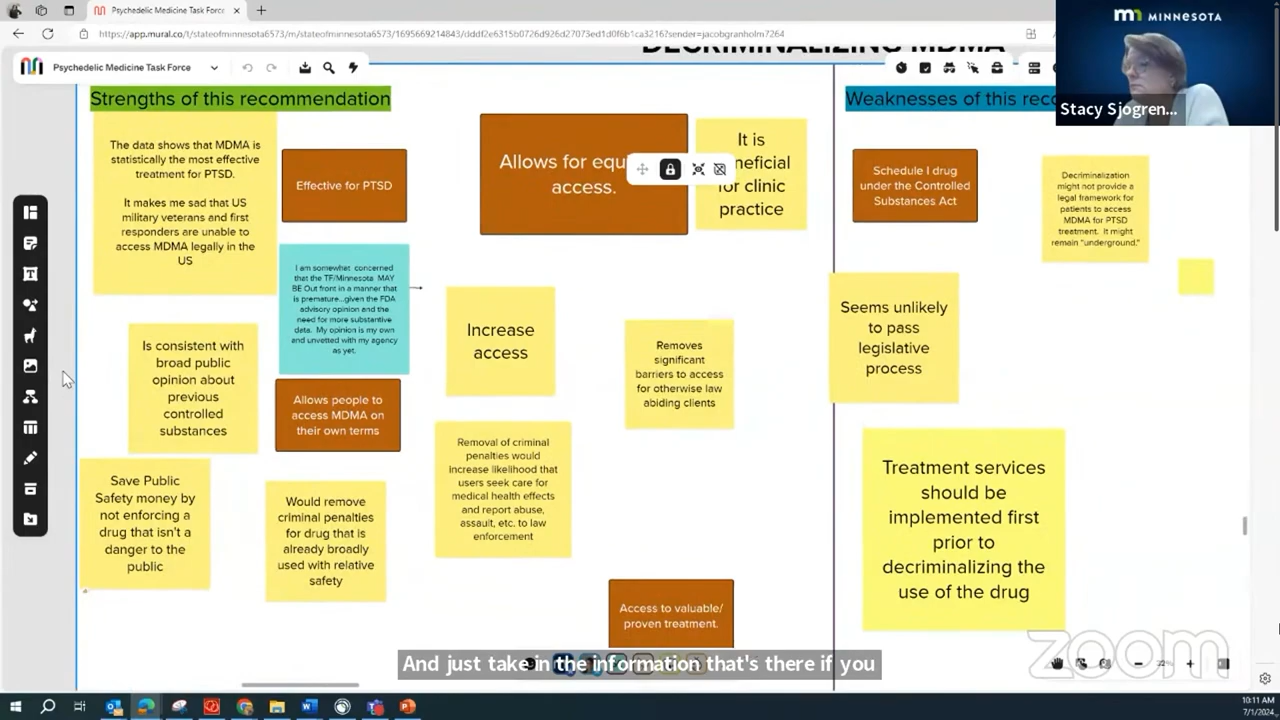 Psychedelic Medicine Task Force
https://app.mural.co/t/stateofminnesota6573/m/stateofminnesota6573/1695669214843/dddf2e6315b0726d926d27073ed1d0f6b1ca3216?sender=jacobgranholm7264
DECRIMINALIZING MDMA
Psychedelic Medicine Task Force
MINNESOTA
Stacy Sjogren...
Strengths of this recommendation
The data shows that MDMA is
statistically the most effective
treatment for PTSD.
It makes me sad that US
military veterans and first
responders are unable to
access MDMA legally in the
US
Effective for PTSD
Allows for equ
access.
It is
neficial
for clinic
practice
I am somewhat concerned
that the TF/Minnesota MAY
BE Out front in a manner that
is premature...given the FDA
advisory opinion and the
need for more substantive
data. My opinion is my own
and unvetted with my agency
as yet.
Increase
access
Removes
significant
barriers to access
for otherwise law
abiding clients
Is consistent with
broad public
opinion about
previous
controlled
substances
Allows people to
access MDMA on
their own terms
Removal of criminal
penalties would
increase likelihood that
users seek care for
medical health effects
and report abuse,
assault, etc. to law
enforcement
Save Public
Safety money by
not enforcing a
drug that isn't a
danger to the
public
Would remove
criminal penalties
for drug that is
already broadly
used with relative
safety
Access to valuable/
proven treatment.
Weaknesses of this reco
Schedule I drug
under the Controlled
Substances Act
Decriminalization
might not provide a
legal framework for
patients to access
MDMA for PTSD
treatment. It might
remain "underground."
Seems unlikely
to pass
legislative
process
Treatment services
should be
implemented first
prior to
decriminalizing the
use of the drug
And just take in the information that's there if you
zoom
10:11 AM
7/1/2024